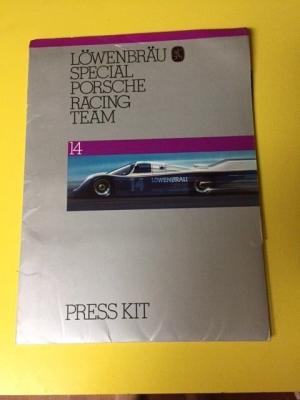 LÖWENBRÄU
SPECIAL
PORSCHE
RACING
TEAM
14
14 LÖWENBRÄU
PRESS KIT